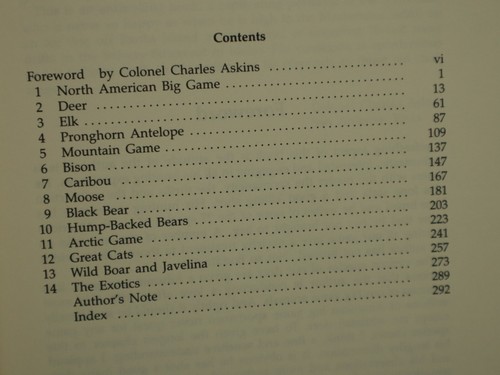 Contents
Foreword by Colonel Charles Askins vi
1 North American Big Game 1
2 Deer 13
3 Elk 61
4 Pronghorn Antelope 87
5 Mountain Game 109
6 Bison 137
7 Caribou 147
8 Moose 167
9 Black Bear 181
10 Hump-Backed Bears 203
11 Arctic Game 223
12 Great Cats 241
13 Wild Boar and Javelina 257
14 The Exotics 273
Author's Note 289
Index 292